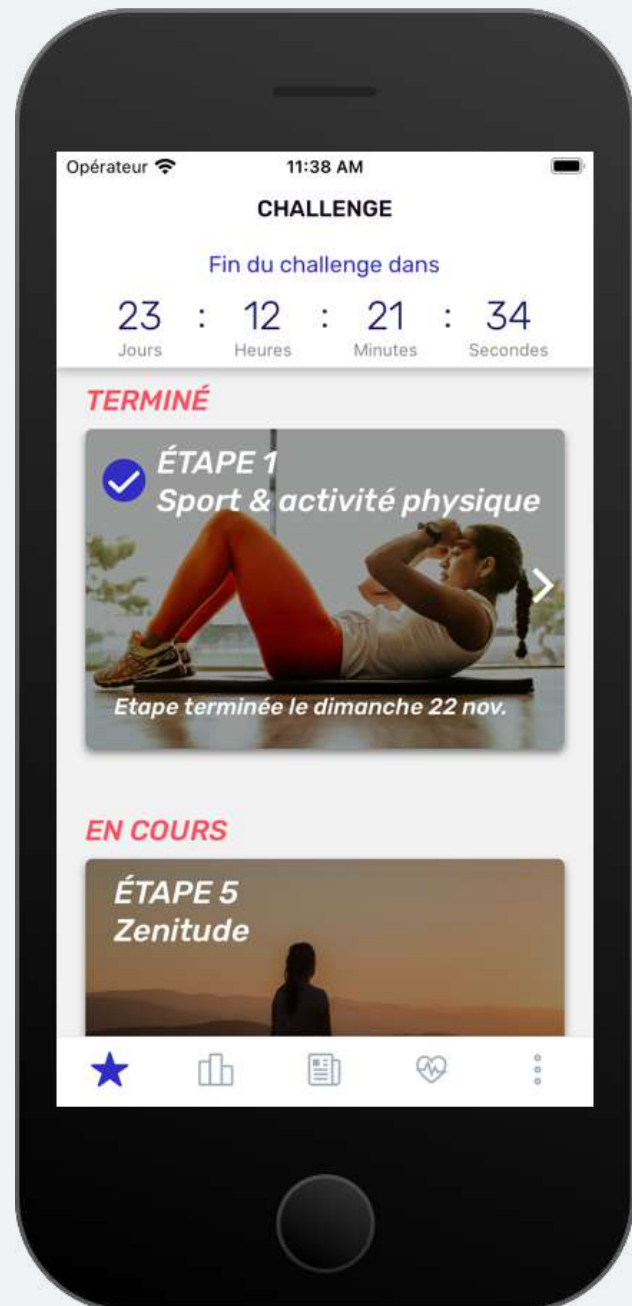 Opérateur 11:38 AM
CHALLENGE
Fin du challenge dans
23 : 12 : 21 : 34
Jours Heures Minutes Secondes
TERMINÉ
ÉTAPE 1
Sport & activité physique
Etape terminée le dimanche 22 nov.
EN COURS
ÉTAPE 5
Zenitude